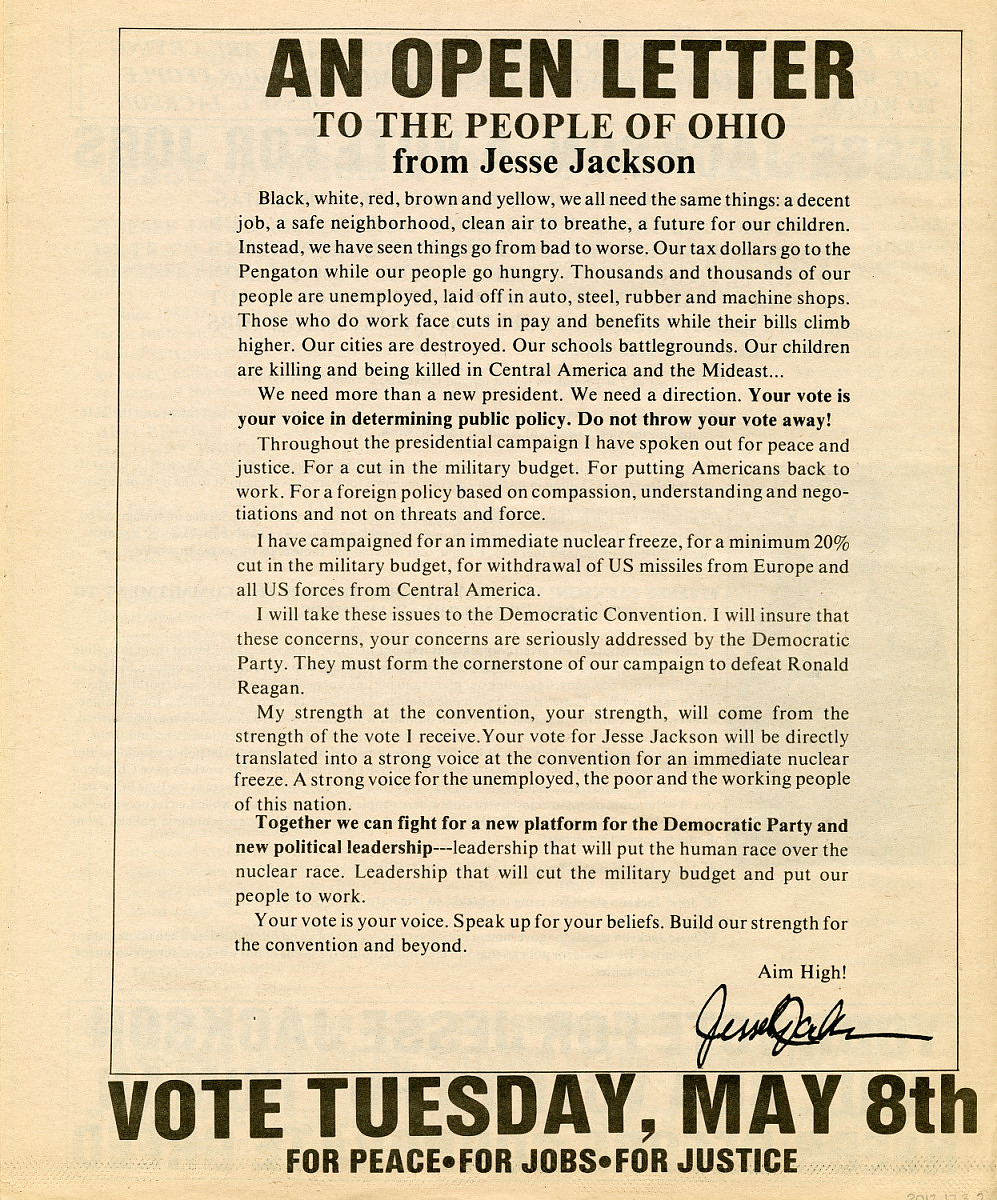 AN OPEN LETTER
TO THE PEOPLE OF OHIO
from Jesse Jackson
Black, white, red, brown and yellow, we all need the same things: a decent
job, a safe neighborhood, clean air to breathe, a future for our children.
Instead, we have seen things go from bad to worse. Our tax dollars go to the
Pengaton while our people go hungry. Thousands and thousands of our
people are unemployed, laid off in auto, steel, rubber and machine shops.
Those who do work face cuts in pay and benefits while their bills climb
higher. Our cities are destroyed. Our schools battlegrounds. Our children
are killing and being killed in Central America and the Mideast...
We need more than a new president. We need a direction. Your vote is
your voice in determining public policy. Do not throw your vote away!
Throughout the presidential campaign I have spoken out for peace and
justice. For a cut in the military budget. For putting Americans back to
work. For a foreign policy based on compassion, understanding and nego-
tiations and not on threats and force.
I have campaigned for an immediate nuclear freeze, for a minimum 20%
cut in the military budget, for withdrawal of US missiles from Europe and
all US forces from Central America.
I will take these issues to the Democratic Convention. I will insure that
these concerns, your concerns are seriously addressed by the Democratic
Party. They must form the cornerstone of our campaign to defeat Ronald
Reagan.
My strength at the convention, your strength, will come from the
strength of the vote I receive.Your vote for Jesse Jackson will be directly
translated into a strong voice at the convention for an immediate nuclear
freeze. A strong voice for the unemployed, the poor and the working people
of this nation.
Together we can fight for a new platform for the Democratic Party and
new political leadership---leadership that will put the human race over the
nuclear race. Leadership that will cut the military budget and put our
people to work.
Your vote is your voice. Speak up for your beliefs. Build our strength for
the convention and beyond.
Aim High!
Jesse Jackson
VOTE TUESDAY, MAY 8th
FOR PEACE•FOR JOBS•FOR JUSTICE